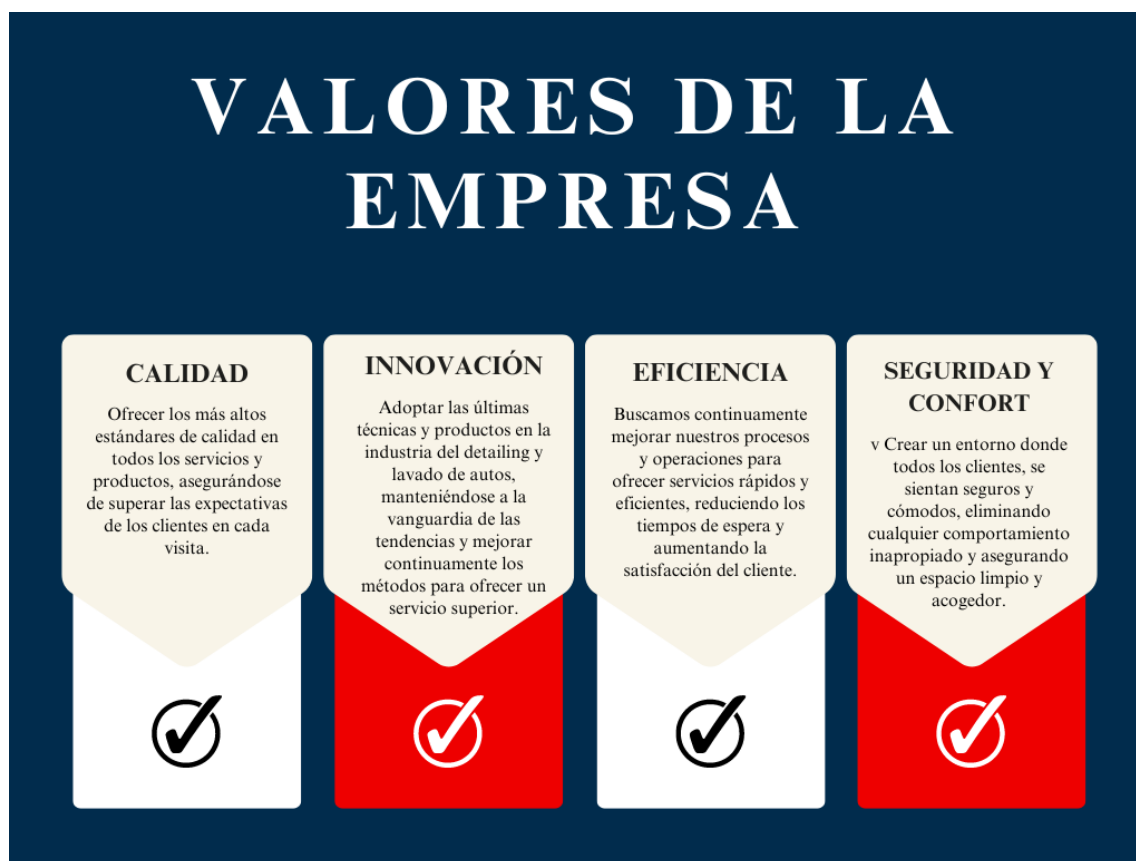 VALORES DE LA
EMPRESA
CALIDAD
Ofrecer los más altos
estándares de calidad en
todos los servicios y
productos, asegurándose
de superar las expectativas
de los clientes en cada
visita.
INNOVACIÓN
Adoptar las últimas
técnicas y productos en la
industria del detailing y
lavado de autos,
manteniéndose a la
vanguardia de las
tendencias y mejorar
continuamente los
métodos para ofrecer un
servicio superior.
EFICIENCIA
Buscamos continuamente
mejorar nuestros procesos
y operaciones para
ofrecer servicios rápidos y
eficientes, reduciendo los
tiempos de espera y
aumentando la
satisfacción del cliente.
SEGURIDAD Y
CONFORT
v Crear un entorno donde
todos los clientes, se
sientan seguros y
cómodos, eliminando
cualquier comportamiento
inapropiado y asegurando
un espacio limpio y
acogedor.